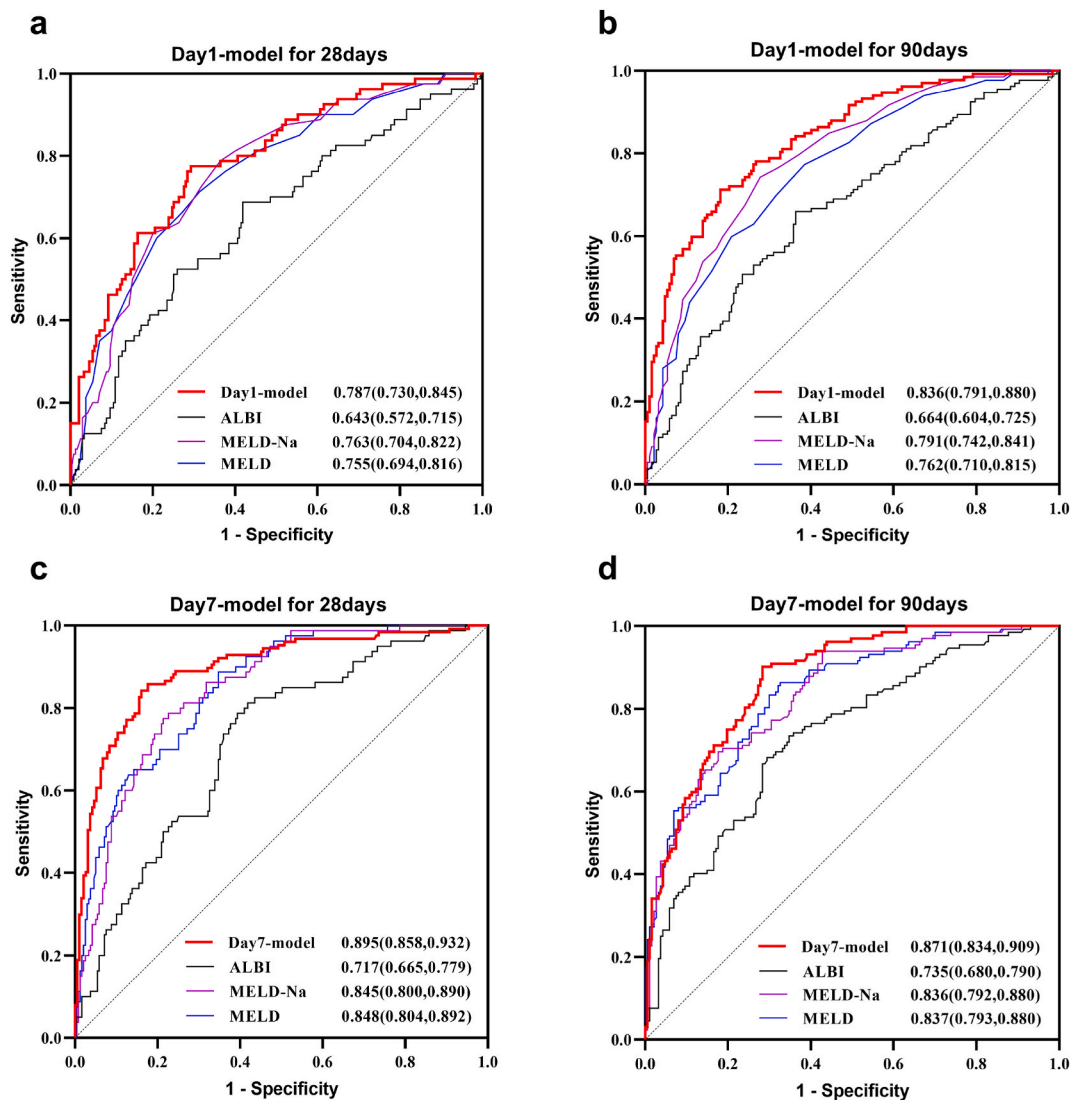 a
Day1-model for 28days
1.0
0.8
0.6
0.4
0.2
0.0
Sensitivity
Day1-model 0.787(0.730,0.845)
ALBI 0.643(0.572,0.715)
MELD-Na 0.763(0.704,0.822)
MELD 0.755(0.694,0.816)
0.0 0.2 0.4 0.6 0.8 1.0
1 - Specificity
b
Day1-model for 90days
1.0
0.8
0.6
0.4
0.2
0.0
Sensitivity
Day1-model 0.836(0.791,0.880)
ALBI 0.664(0.604,0.725)
MELD-Na 0.791(0.742,0.841)
MELD 0.762(0.710,0.815)
0.0 0.2 0.4 0.6 0.8 1.0
1 - Specificity
c
Day7-model for 28days
1.0
0.8
0.6
0.4
0.2
0.0
Sensitivity
Day7-model 0.895(0.858,0.932)
ALBI 0.717(0.665,0.779)
MELD-Na 0.845(0.800,0.890)
MELD 0.848(0.804,0.892)
0.0 0.2 0.4 0.6 0.8 1.0
1 - Specificity
d
Day7-model for 90days
1.0
0.8
0.6
0.4
0.2
0.0
Sensitivity
Day7-model 0.871(0.834,0.909)
ALBI 0.735(0.680,0.790)
MELD-Na 0.836(0.792,0.880)
MELD 0.837(0.793,0.880)
0.0 0.2 0.4 0.6 0.8 1.0
1 - Specificity